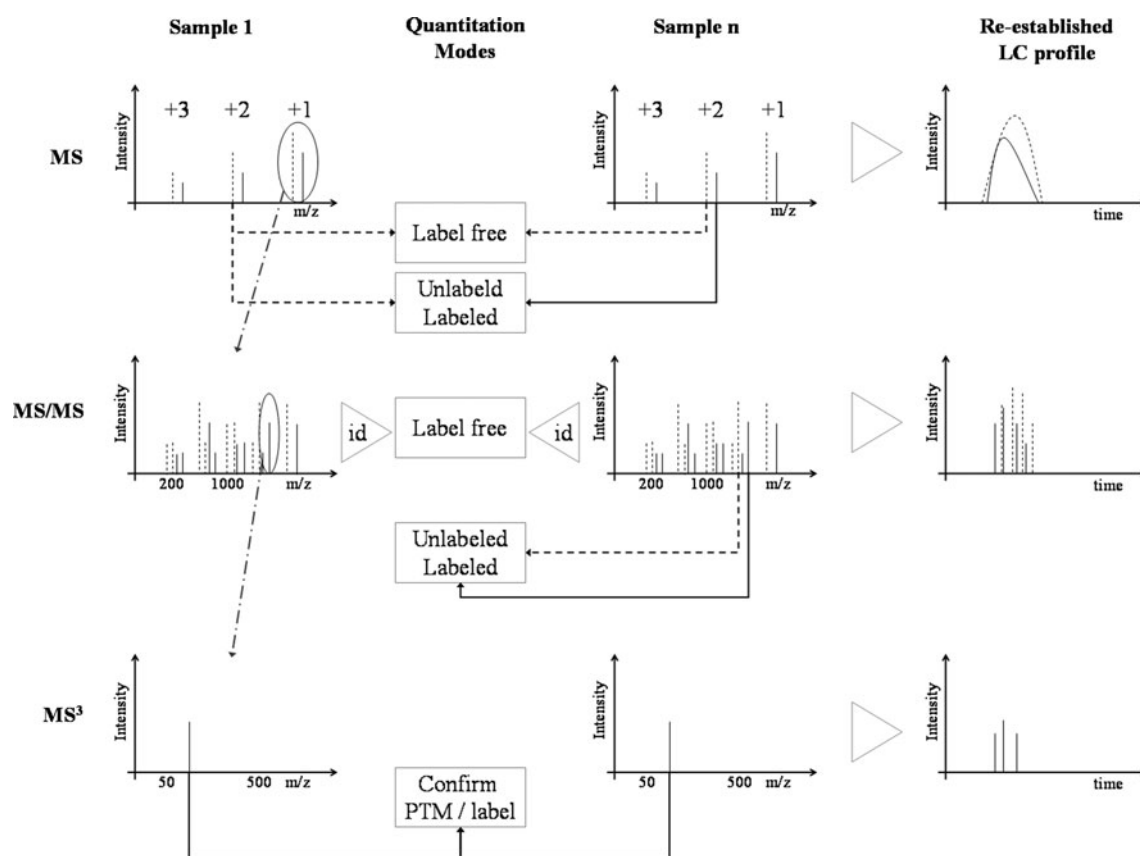 Sample 1
Quantitation
Modes
Sample n
Re-established
LC profile
MS
Intensity
+3
+2
+1
m/z
Label free
Unlabeld
Labeled
Intensity
+3
+2
+1
m/z
Intensity
time
MS/MS
Intensity
200
1000
m/z
id
Label free
id
Unlabeled
Labeled
Intensity
200
1000
m/z
Intensity
time
MS³
Intensity
50
500
m/z
Confirm
PTM / label
Intensity
50
500
m/z
Intensity
time